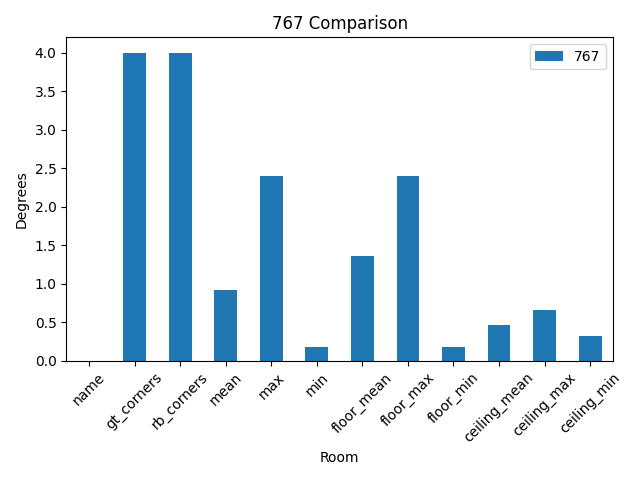 767 Comparison
767
Degrees
4.0
3.5
3.0
2.5
2.0
1.5
1.0
0.5
0.0
name
gt_corners
rb_corners
mean
max
min
floor_mean
floor_max
floor_min
ceiling_mean
ceiling_max
ceiling_min
Room